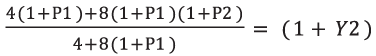 4(1+P1)+8(1+P1)(1+P2)
4+8(1+P1)
= (1 + Y2)